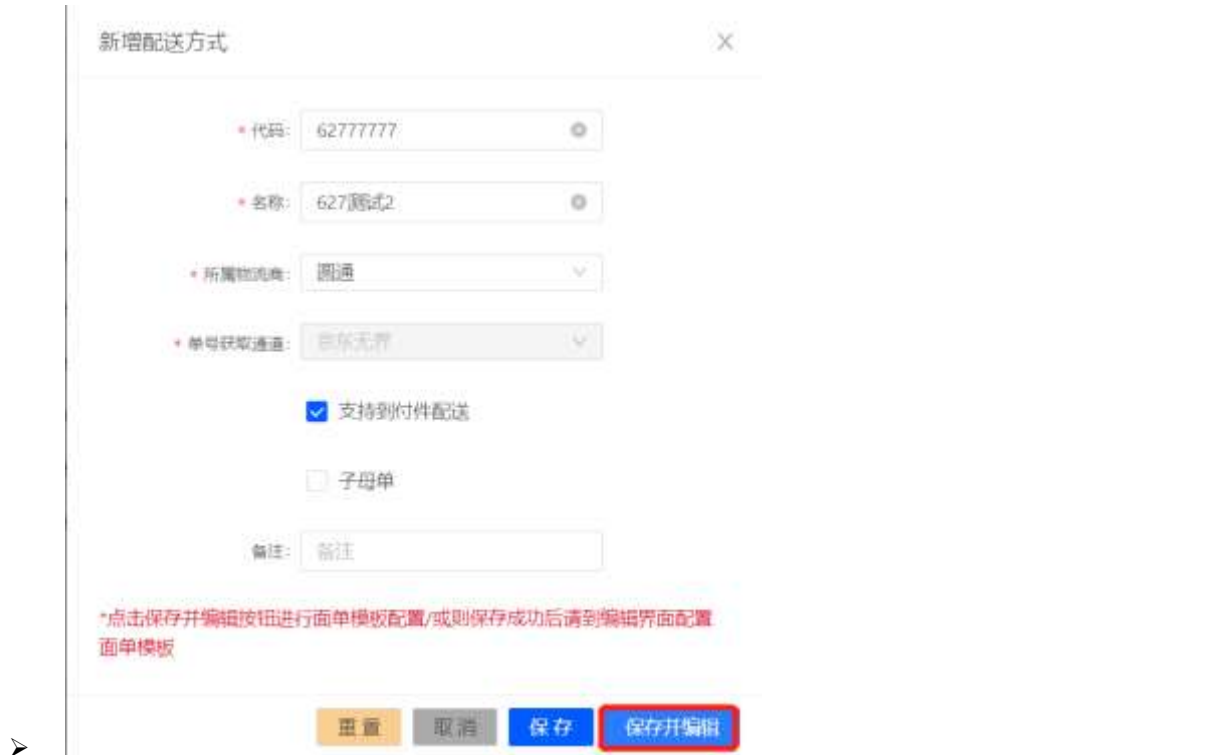 新增配送方式
* 代码: 62777777
* 名称: 627测试2
* 所属物流商: 圆通
* 单号获取通道: 京东无界
支持到付件配送
子母单
备注: 备注
*点击保存并编辑按钮进行面单模板配置/或则保存成功后请到编辑界面配置
面单模板
重置 取消 保存 保存并编辑